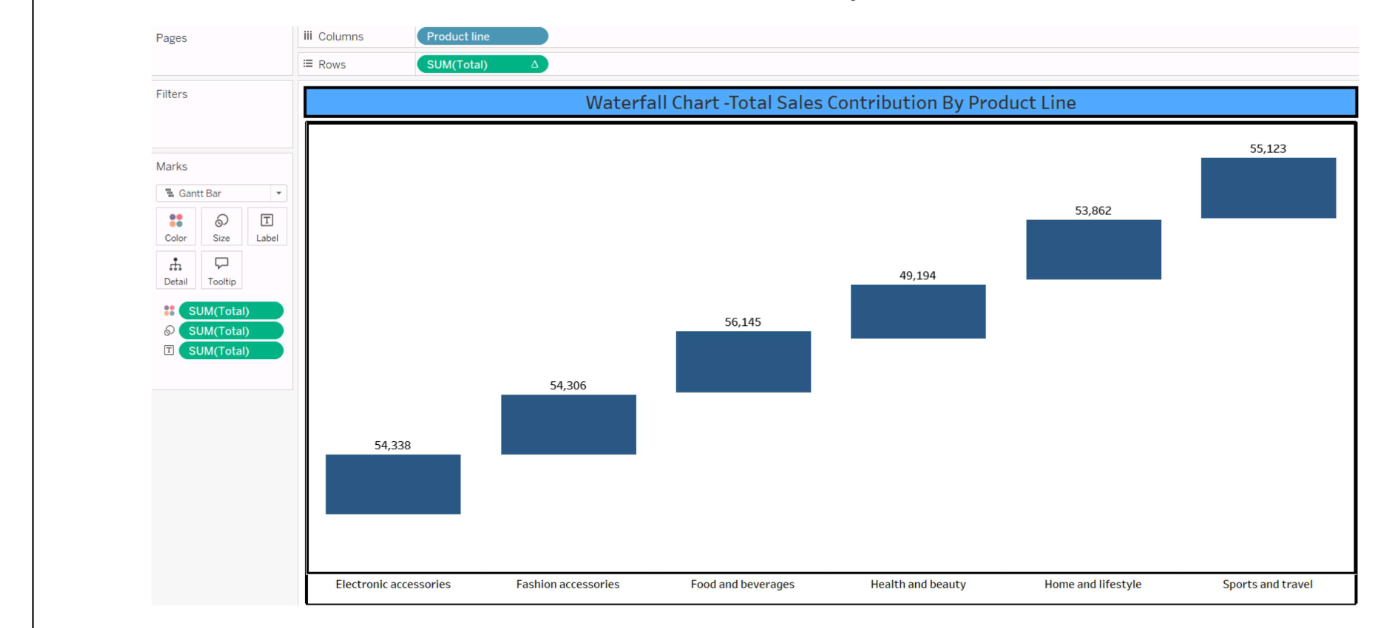 Pages
Columns
Product line
Rows
SUM(Total) Δ
Filters
Waterfall Chart -Total Sales Contribution By Product Line
Marks
Gantt Bar
Color
Size
Label
Detail
Tooltip
SUM(Total)
SUM(Total)
SUM(Total)
55,123
53,862
49,194
56,145
54,306
54,338
Electronic accessories
Fashion accessories
Food and beverages
Health and beauty
Home and lifestyle
Sports and travel